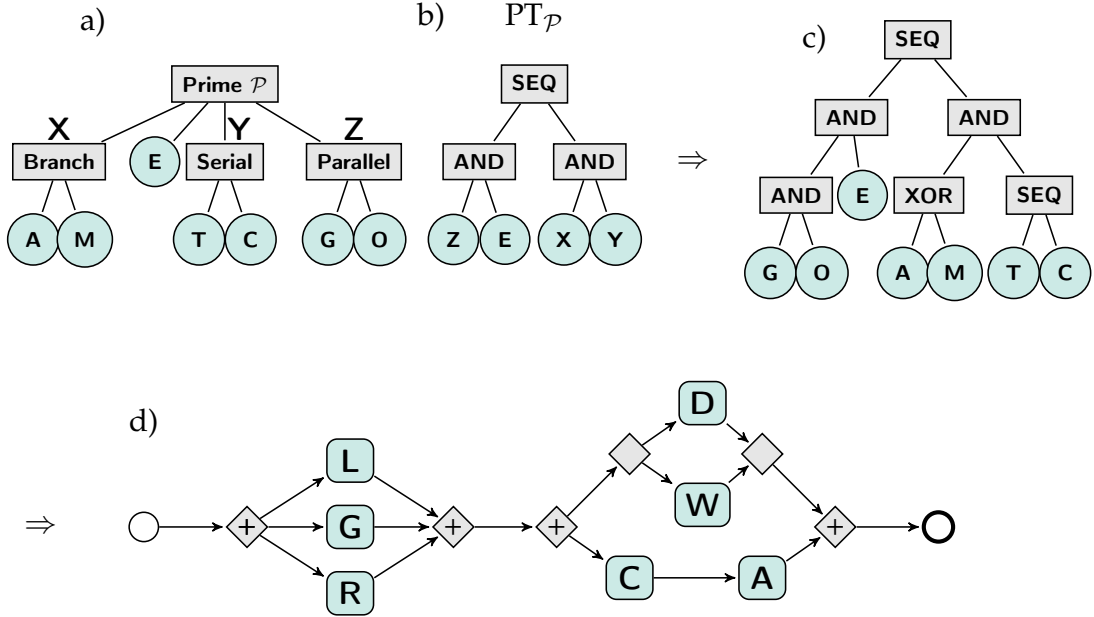 a)
Prime 𝒫
X
Y
Z
Branch
E
Serial
Parallel
A
M
T
C
G
O
b) PT𝒫
SEQ
AND
AND
Z
E
X
Y
⇒
c)
SEQ
AND
AND
AND
E
XOR
SEQ
G
O
A
M
T
C
⇒
d)
L
G
R
+
+
+
D
W
C
A
+